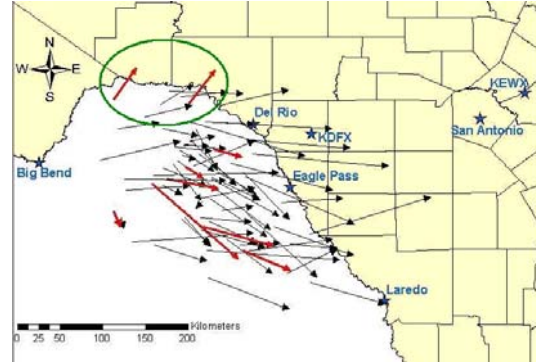 N
W E
S
KEWX
Del Rio
KDFX
San Antonio
Big Bend
Eagle Pass
Laredo
Kilometers
0 25 50 100 150 200